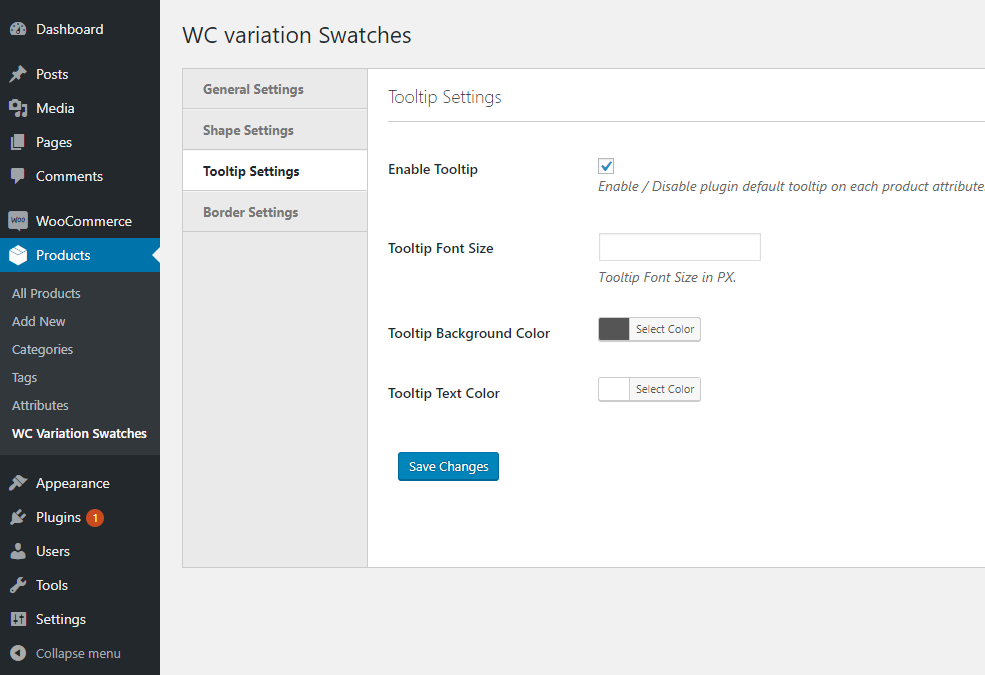 Dashboard
Posts
Media
Pages
Comments
WOO WooCommerce
Products
All Products
Add New
Categories
Tags
Attributes
WC Variation Swatches
Appearance
Plugins 1
Users
Tools
Settings
Collapse menu
WC variation Swatches
General Settings
Shape Settings
Tooltip Settings
Border Settings
Tooltip Settings
Enable Tooltip
Enable / Disable plugin default tooltip on each product attribute
Tooltip Font Size
Tooltip Font Size in PX.
Tooltip Background Color
Select Color
Tooltip Text Color
Select Color
Save Changes